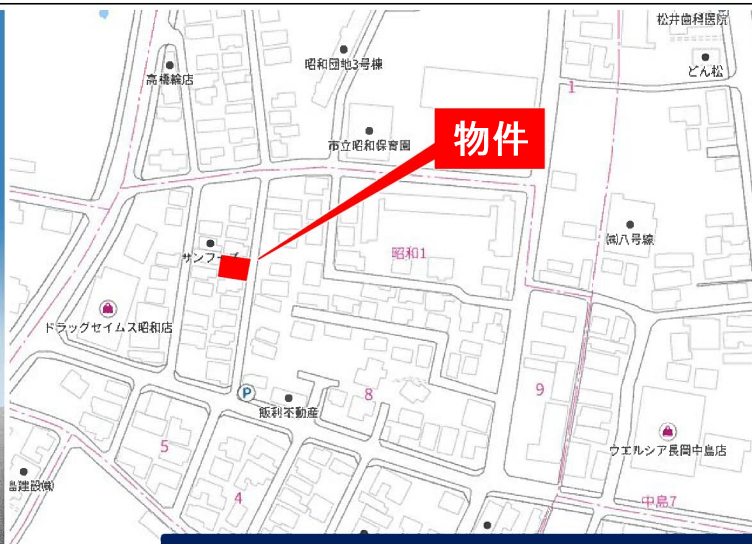 松井歯科医院
どん松
昭和団地3号棟
高橋輪店
1
物件
市立昭和保育園
㈱八号線
昭和1
サンフー
ドラッグセイムス昭和店
P
飯利不動産
8
9
5
4
ウエルシア長岡中島店
中島7
島建設㈱